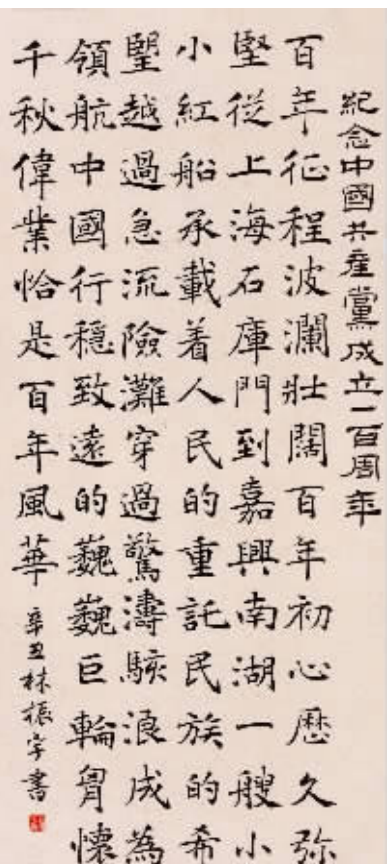 紀念中國共產黨成立一百周年
百年征程波瀾壯闊百年初心歷久弥
堅從上海石庫門到嘉興南湖一艘小
小紅船承載着人民的重託民族的希
朢越過急流險灘穿過驚濤駭浪成為
領航中國行穩致遠的巍巍巨輪胷懷
千秋偉業恰是百年風華
辛丑林振宇書